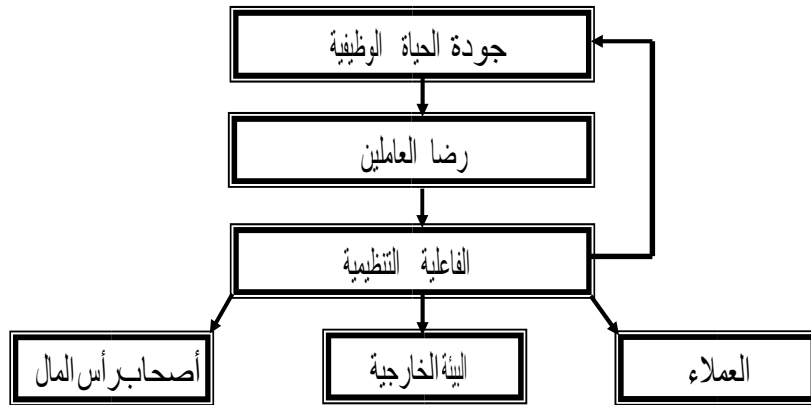 جودة الحياة الوظيفية
رضا العاملين
الفاعلية التنظيمية
العملاء
البيئة الخارجية
أصحاب رأس المال